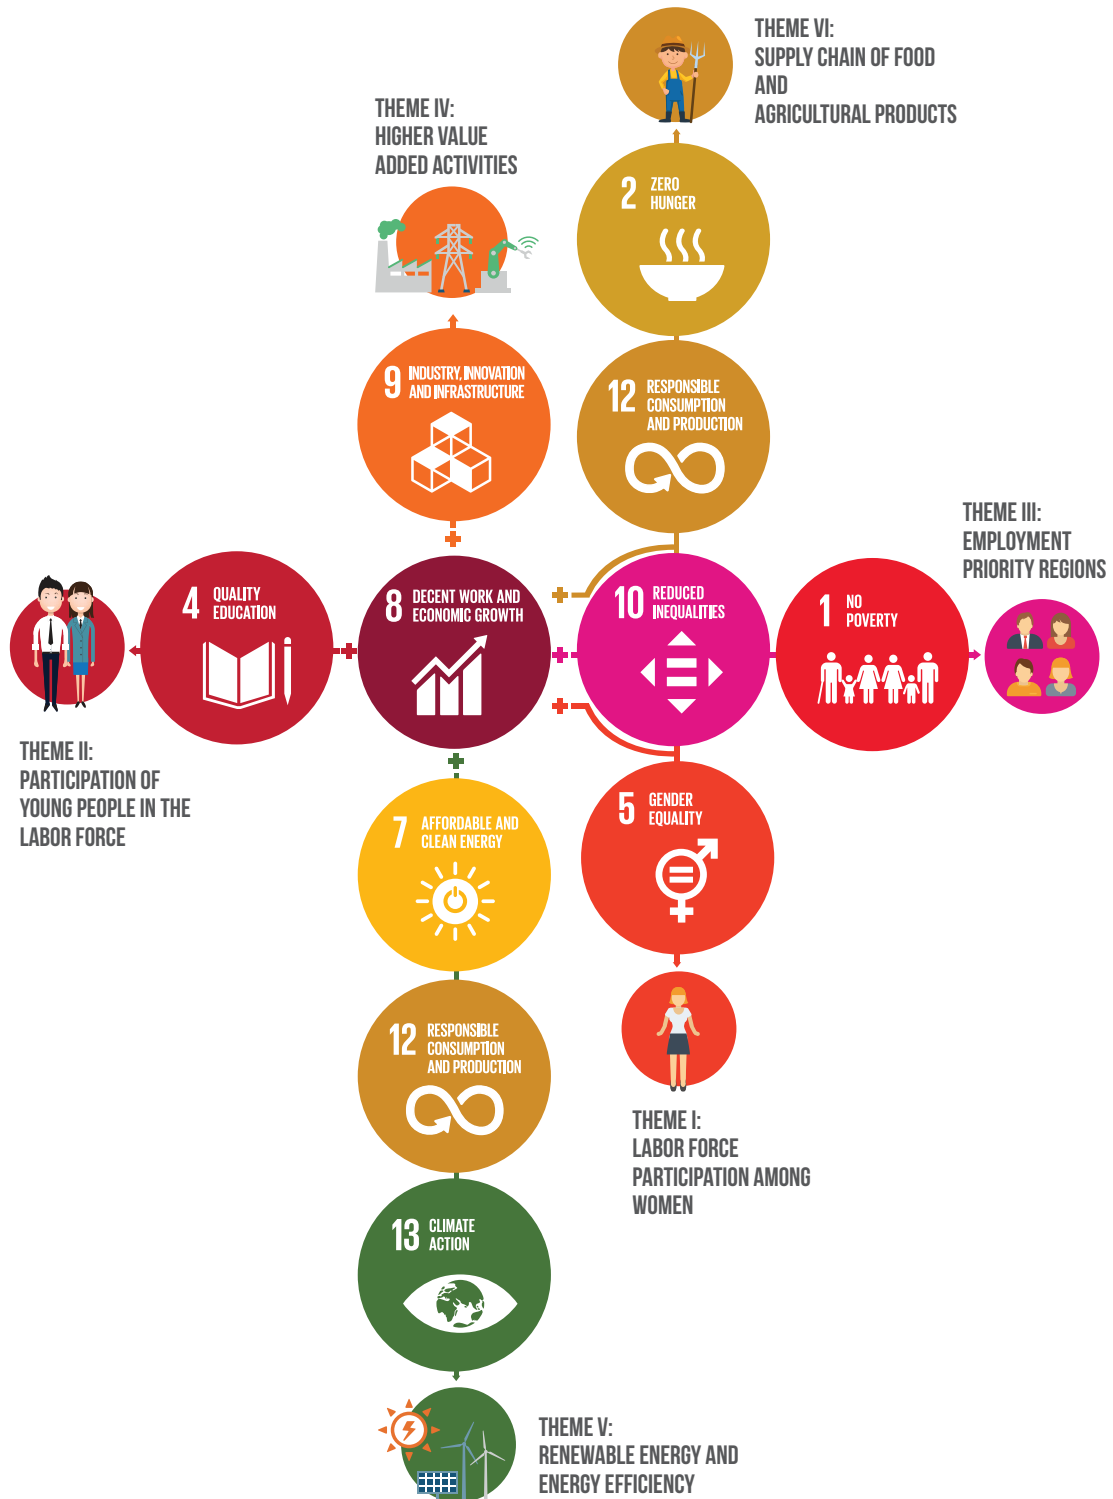 THEME VI:
SUPPLY CHAIN OF FOOD
AND
AGRICULTURAL PRODUCTS
THEME IV:
HIGHER VALUE
ADDED ACTIVITIES
2 ZERO
HUNGER
9 INDUSTRY, INNOVATION
AND INFRASTRUCTURE
12 RESPONSIBLE
CONSUMPTION
AND PRODUCTION
THEME III:
EMPLOYMENT
PRIORITY REGIONS
4 QUALITY
EDUCATION
8 DECENT WORK AND
ECONOMIC GROWTH
10 REDUCED
INEQUALITIES
1 NO
POVERTY
THEME II:
PARTICIPATION OF
YOUNG PEOPLE IN THE
LABOR FORCE
7 AFFORDABLE AND
CLEAN ENERGY
5 GENDER
EQUALITY
12 RESPONSIBLE
CONSUMPTION
AND PRODUCTION
THEME I:
LABOR FORCE
PARTICIPATION AMONG
WOMEN
13 CLIMATE
ACTION
THEME V:
RENEWABLE ENERGY AND
ENERGY EFFICIENCY